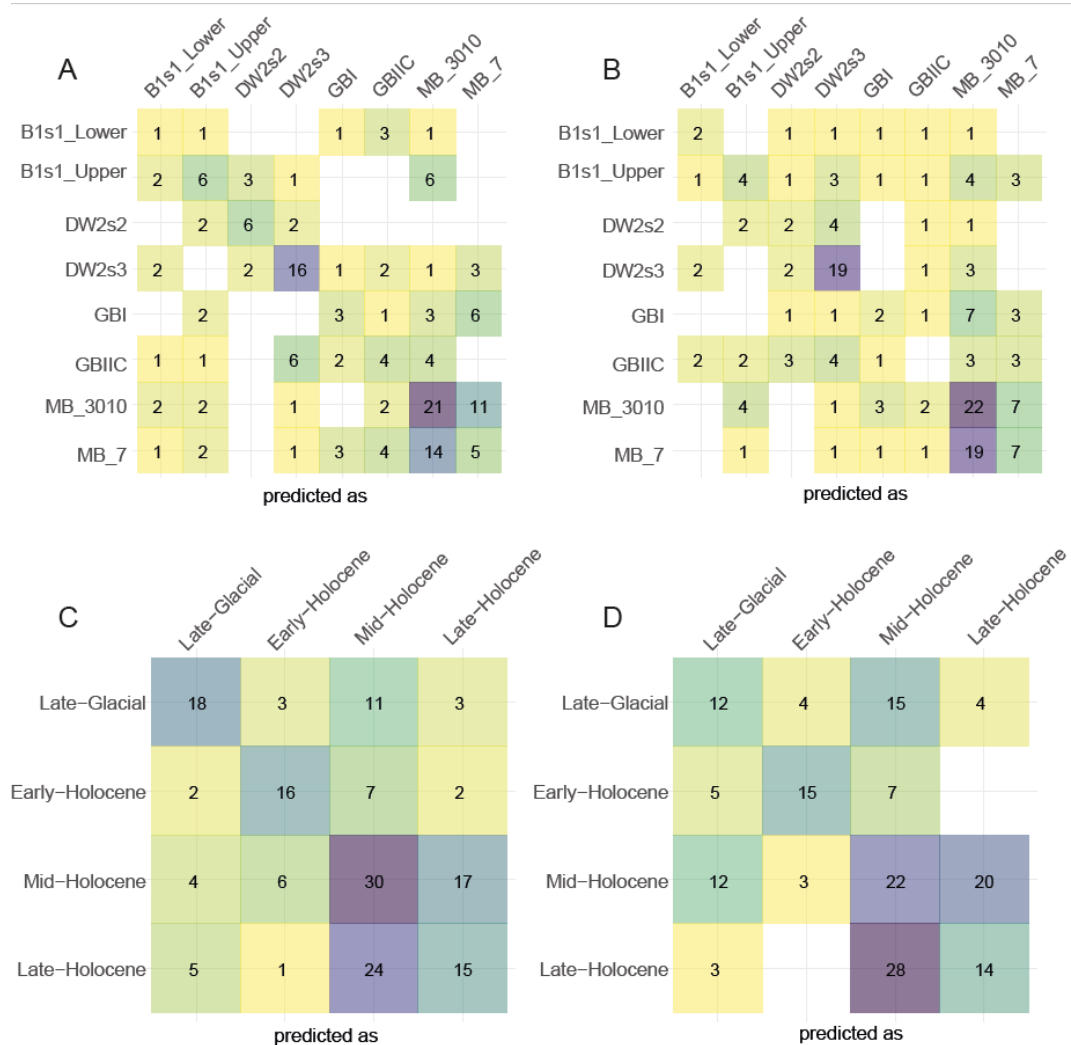 A
B1s1_Lower B1s1_Upper DW2s2 DW2s3 GBI GBIIC MB_3010 MB_7
B1s1_Lower 1 1 1 3 1
B1s1_Upper 2 6 3 1 6
DW2s2 2 6 2
DW2s3 2 2 16 1 2 1 3
GBI 2 3 1 3 6
GBIIC 1 1 6 2 4 4
MB_3010 2 2 1 2 21 11
MB_7 1 2 1 3 4 14 5
predicted as
B
B1s1_Lower B1s1_Upper DW2s2 DW2s3 GBI GBIIC MB_3010 MB_7
B1s1_Lower 2 1 1 1 1 1
B1s1_Upper 1 4 1 3 1 1 4 3
DW2s2 2 2 4 1 1
DW2s3 2 2 19 1 3
GBI 1 1 2 1 7 3
GBIIC 2 2 3 4 1 3 3
MB_3010 4 1 3 2 22 7
MB_7 1 1 1 1 19 7
predicted as
C
Late-Glacial Early-Holocene Mid-Holocene Late-Holocene
Late-Glacial 18 3 11 3
Early-Holocene 2 16 7 2
Mid-Holocene 4 6 30 17
Late-Holocene 5 1 24 15
predicted as
D
Late-Glacial Early-Holocene Mid-Holocene Late-Holocene
Late-Glacial 12 4 15 4
Early-Holocene 5 15 7
Mid-Holocene 12 3 22 20
Late-Holocene 3 28 14
predicted as